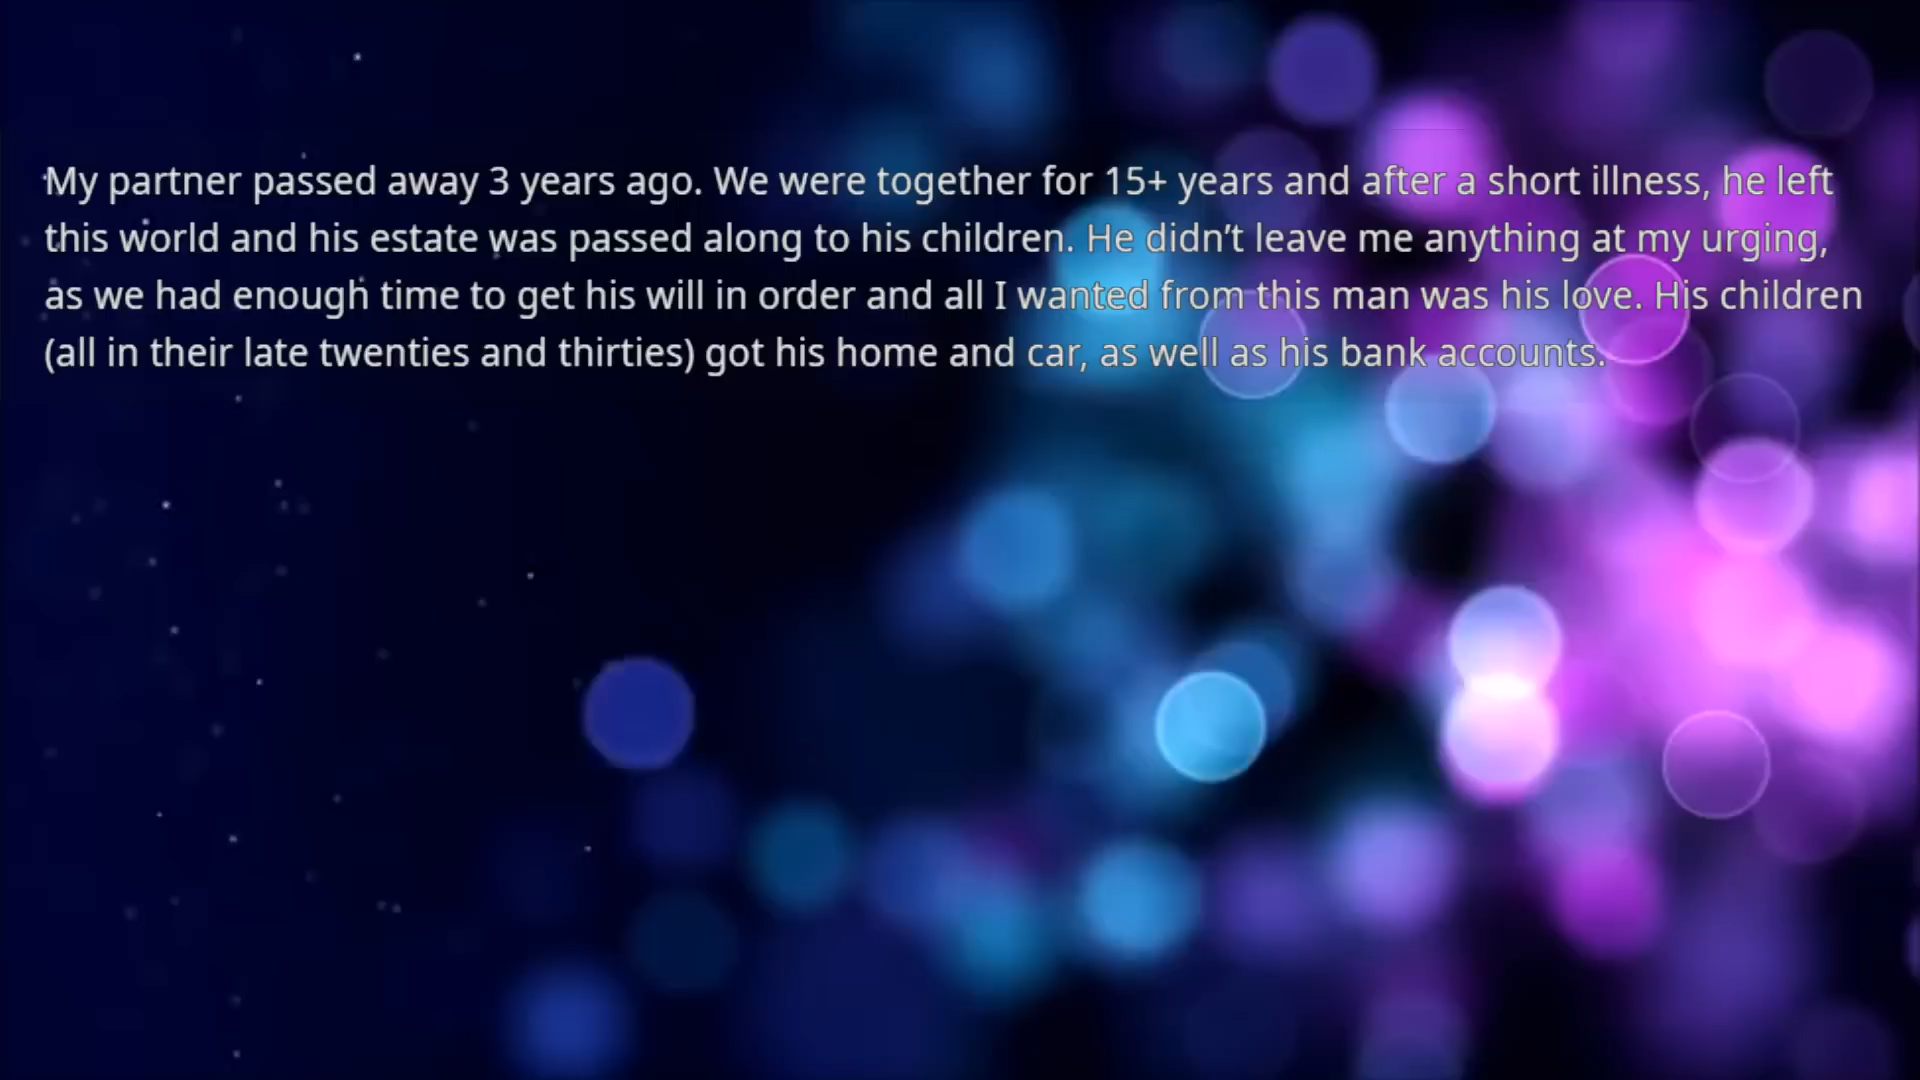 My partner passed away 3 years ago. We were together for 15+ years and after a short illness, he left
this world and his estate was passed along to his children. He didn’t leave me anything at my urging,
as we had enough time to get his will in order and all I wanted from this man was his love. His children
(all in their late twenties and thirties) got his home and car, as well as his bank accounts.